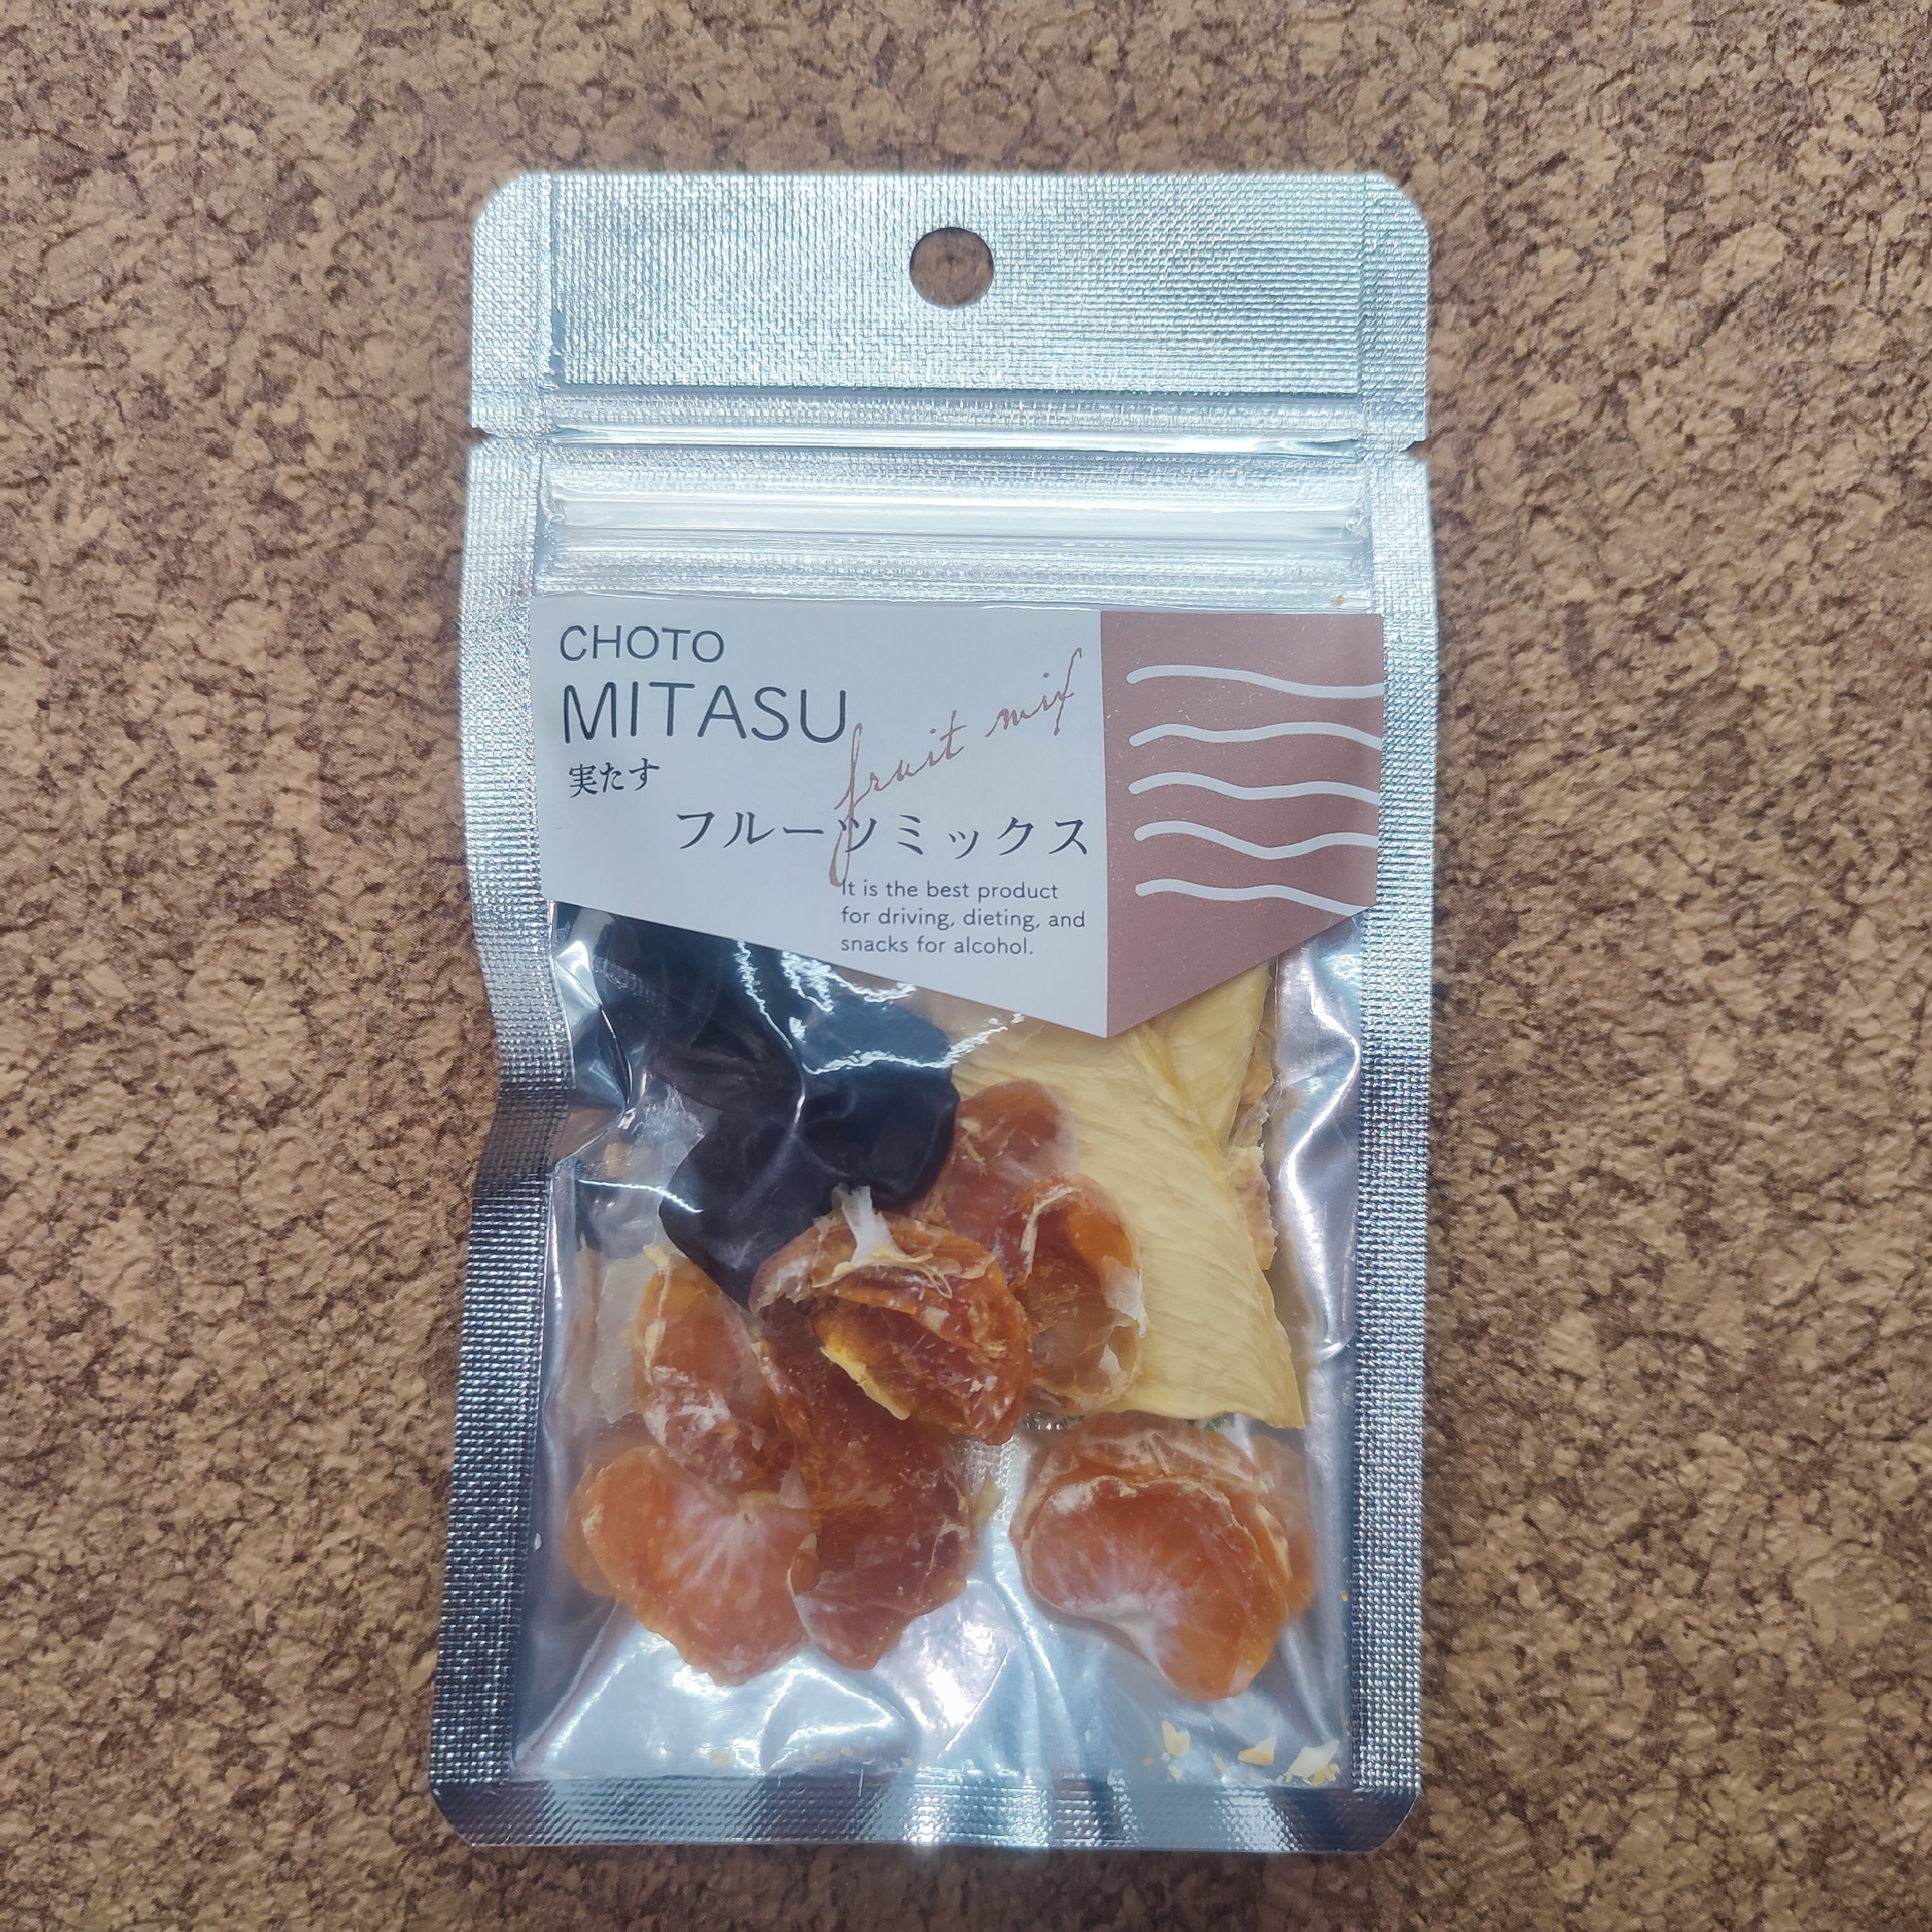 CHOTO
MITASU
実たす
fruit mix
フルーツミックス
It is the best product
for driving, dieting, and
snacks for alcohol.